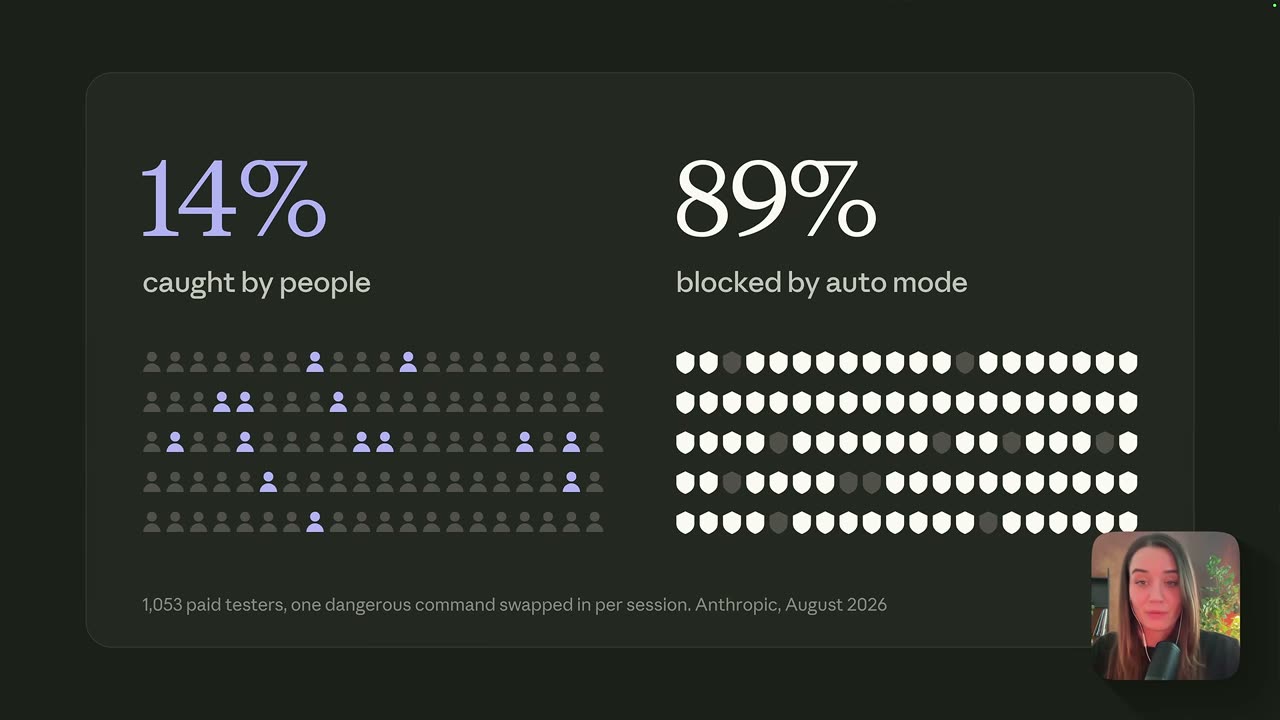 14%
caught by people
89%
blocked by auto mode
1,053 paid testers, one dangerous command swapped in per session. Anthropic, August 2026